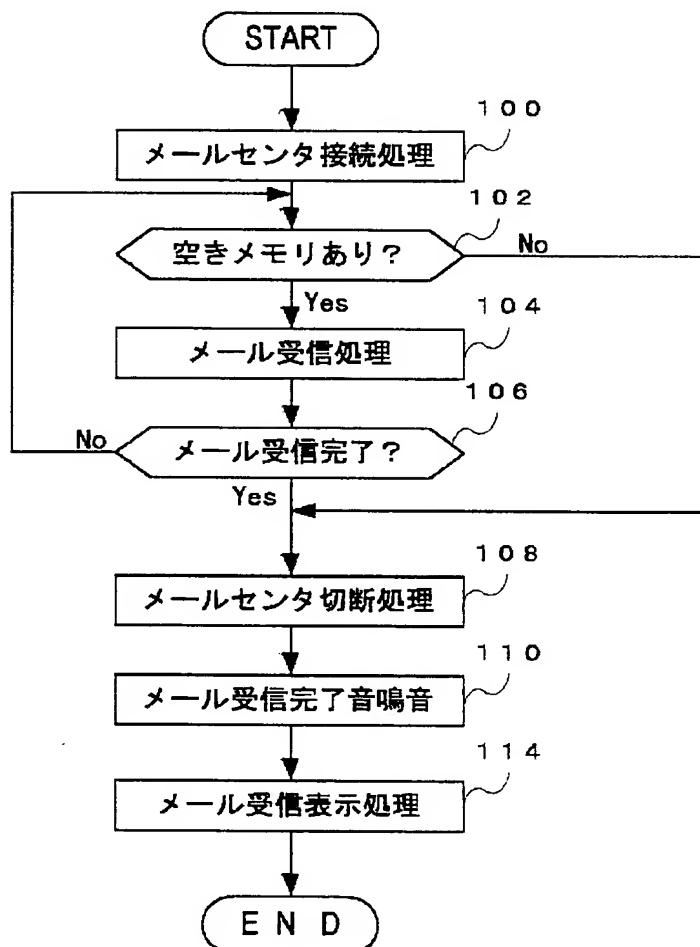 START
100
メールセンタ接続処理
102
空きメモリあり?
No
Yes
104
メール受信処理
106
メール受信完了?
No
Yes
108
メールセンタ切断処理
110
メール受信完了音鳴音
114
メール受信表示処理
END